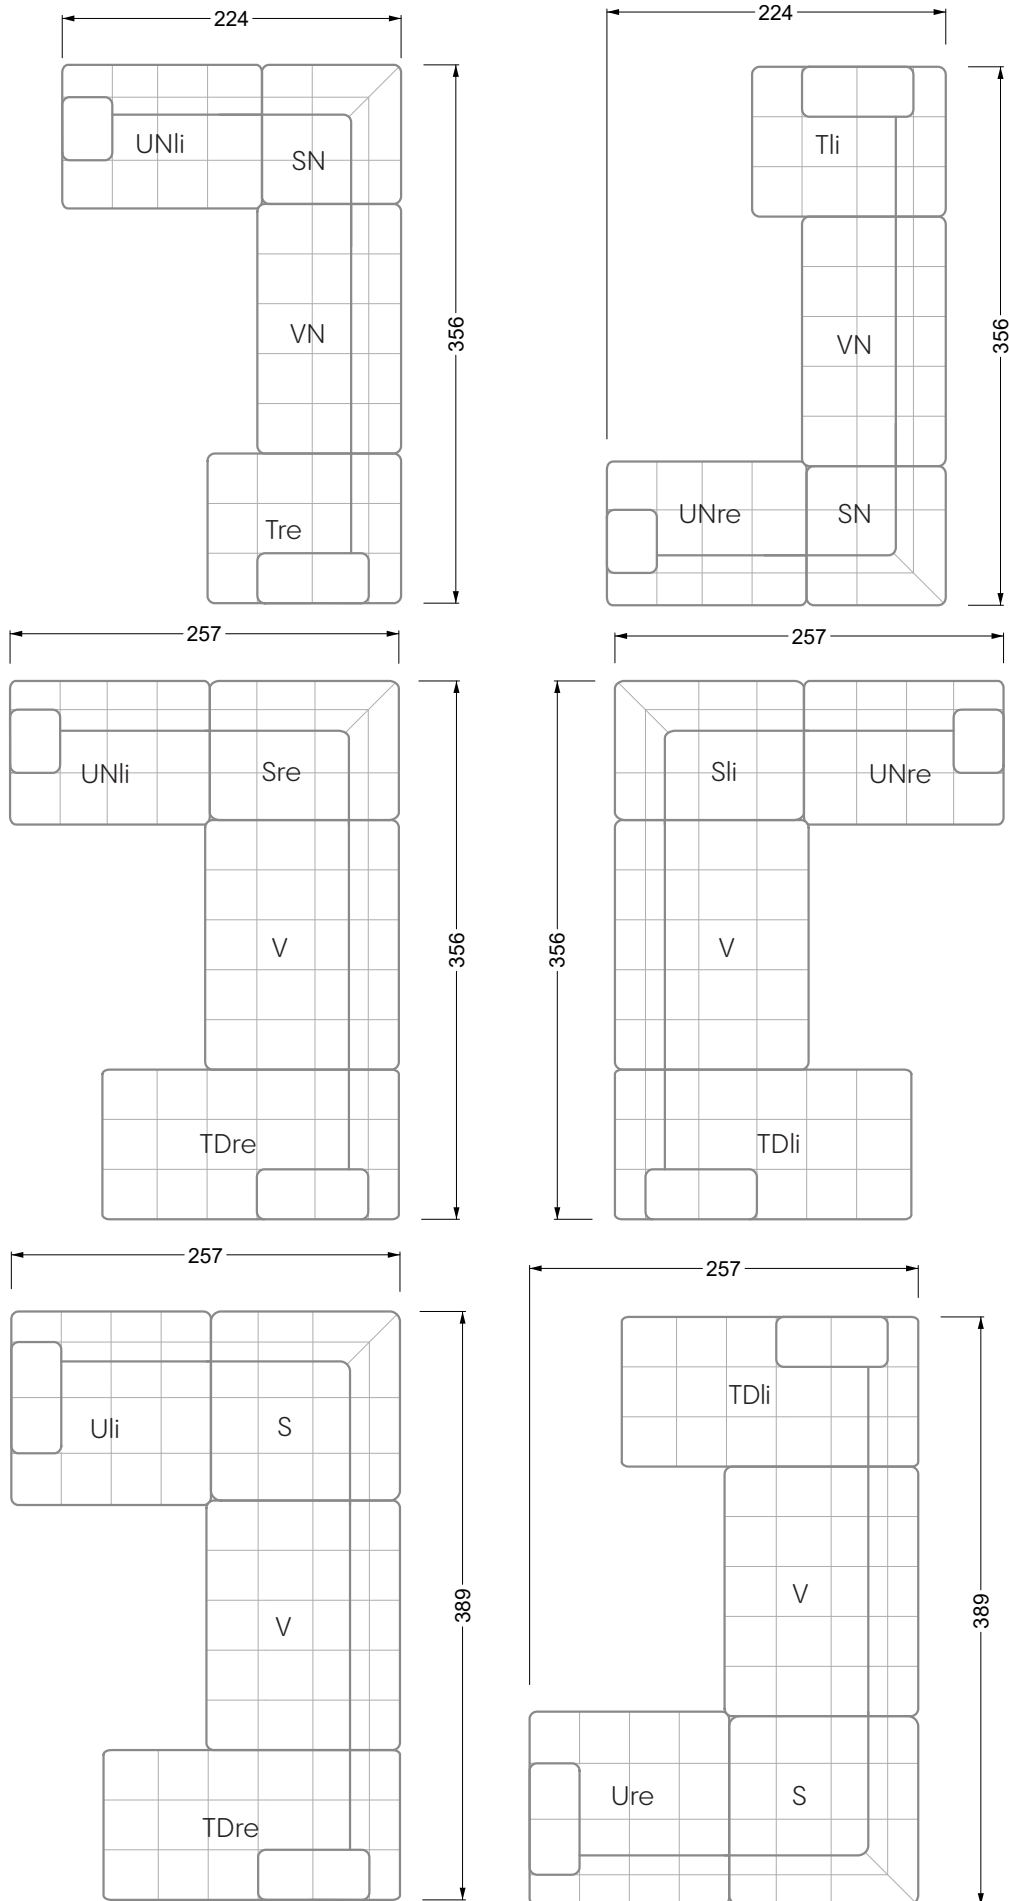 224
UNli
SN
VN
356
Tre
224
Tli
VN
356
UNre
SN
257
UNli
Sre
V
356
TDre
257
Sli
UNre
V
356
TDli
257
Uli
S
V
389
TDre
257
TDli
V
389
Ure
S